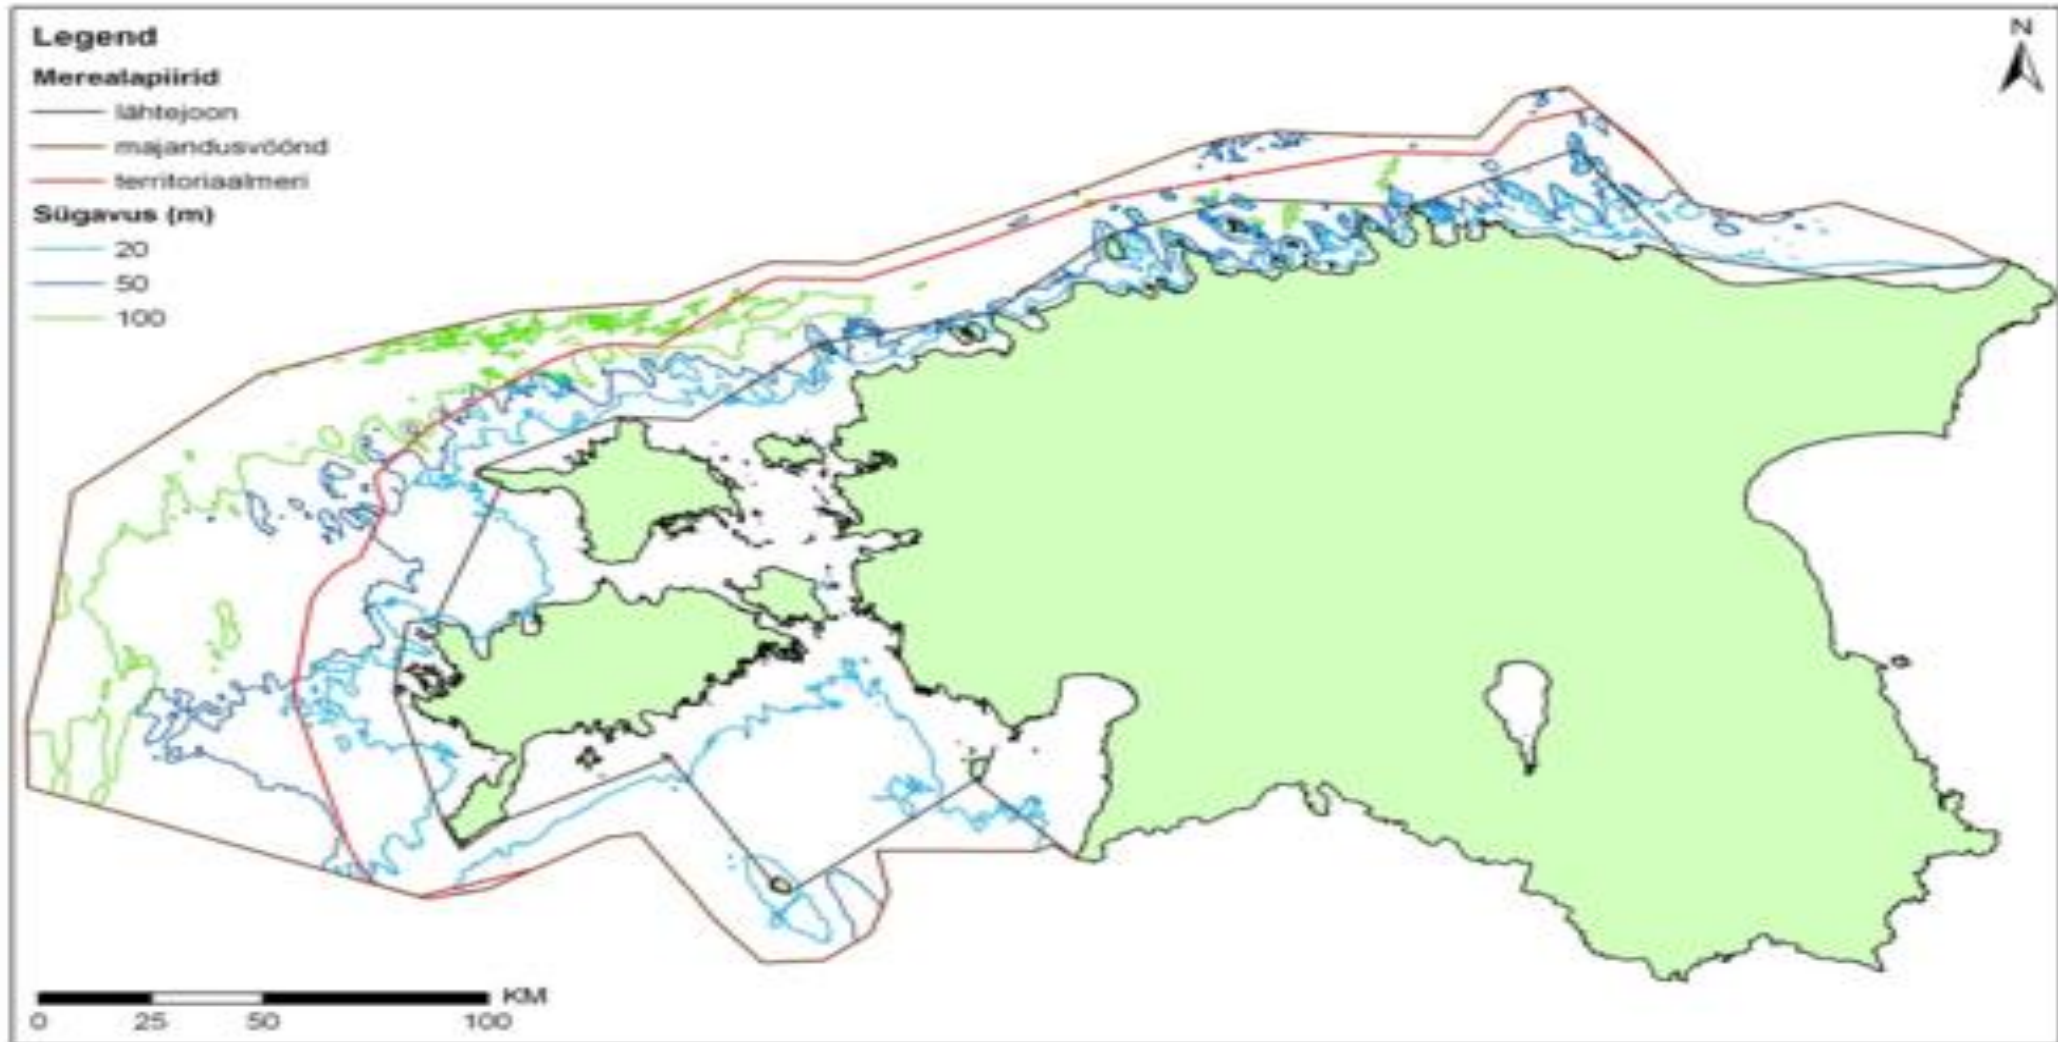 Legend
Merealapiirid
lähtejoon
majandusvöönd
territoriaalmeri
Sügavus (m)
20
50
100
N
KM
0 25 50 100